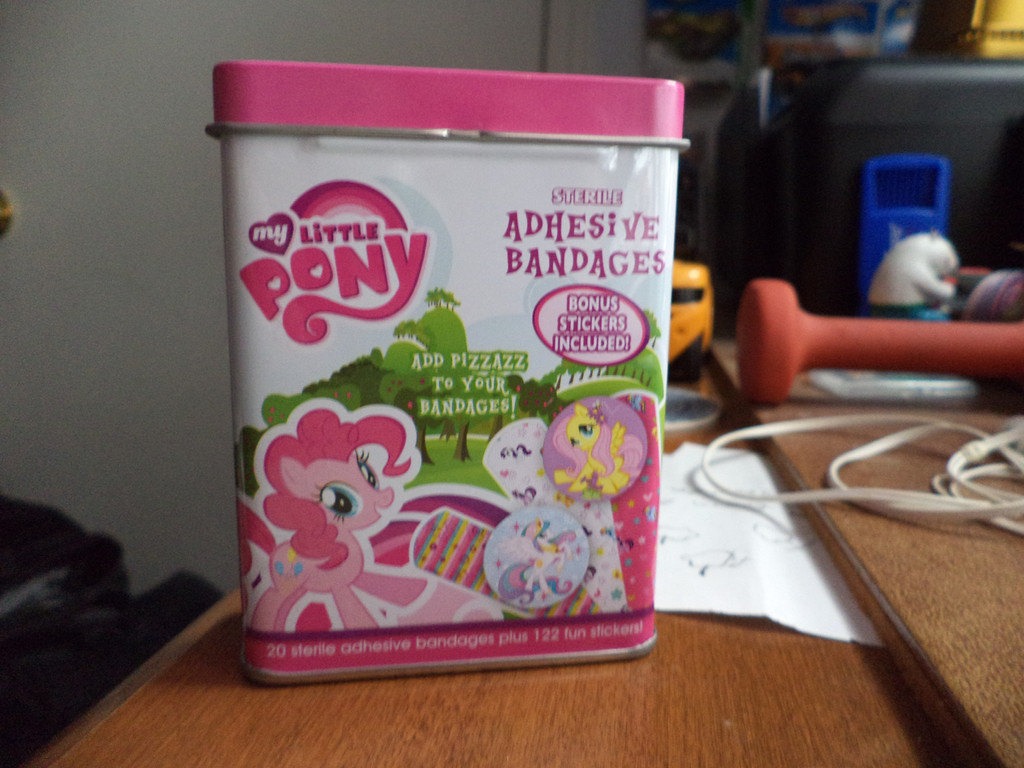 my LITTLE
PONY
STERILE
ADHESIVE
BANDAGES
BONUS
STICKERS
INCLUDED!
ADD PIZZAZZ
TO YOUR
BANDAGES!
20 sterile adhesive bandages plus 122 fun stickers!